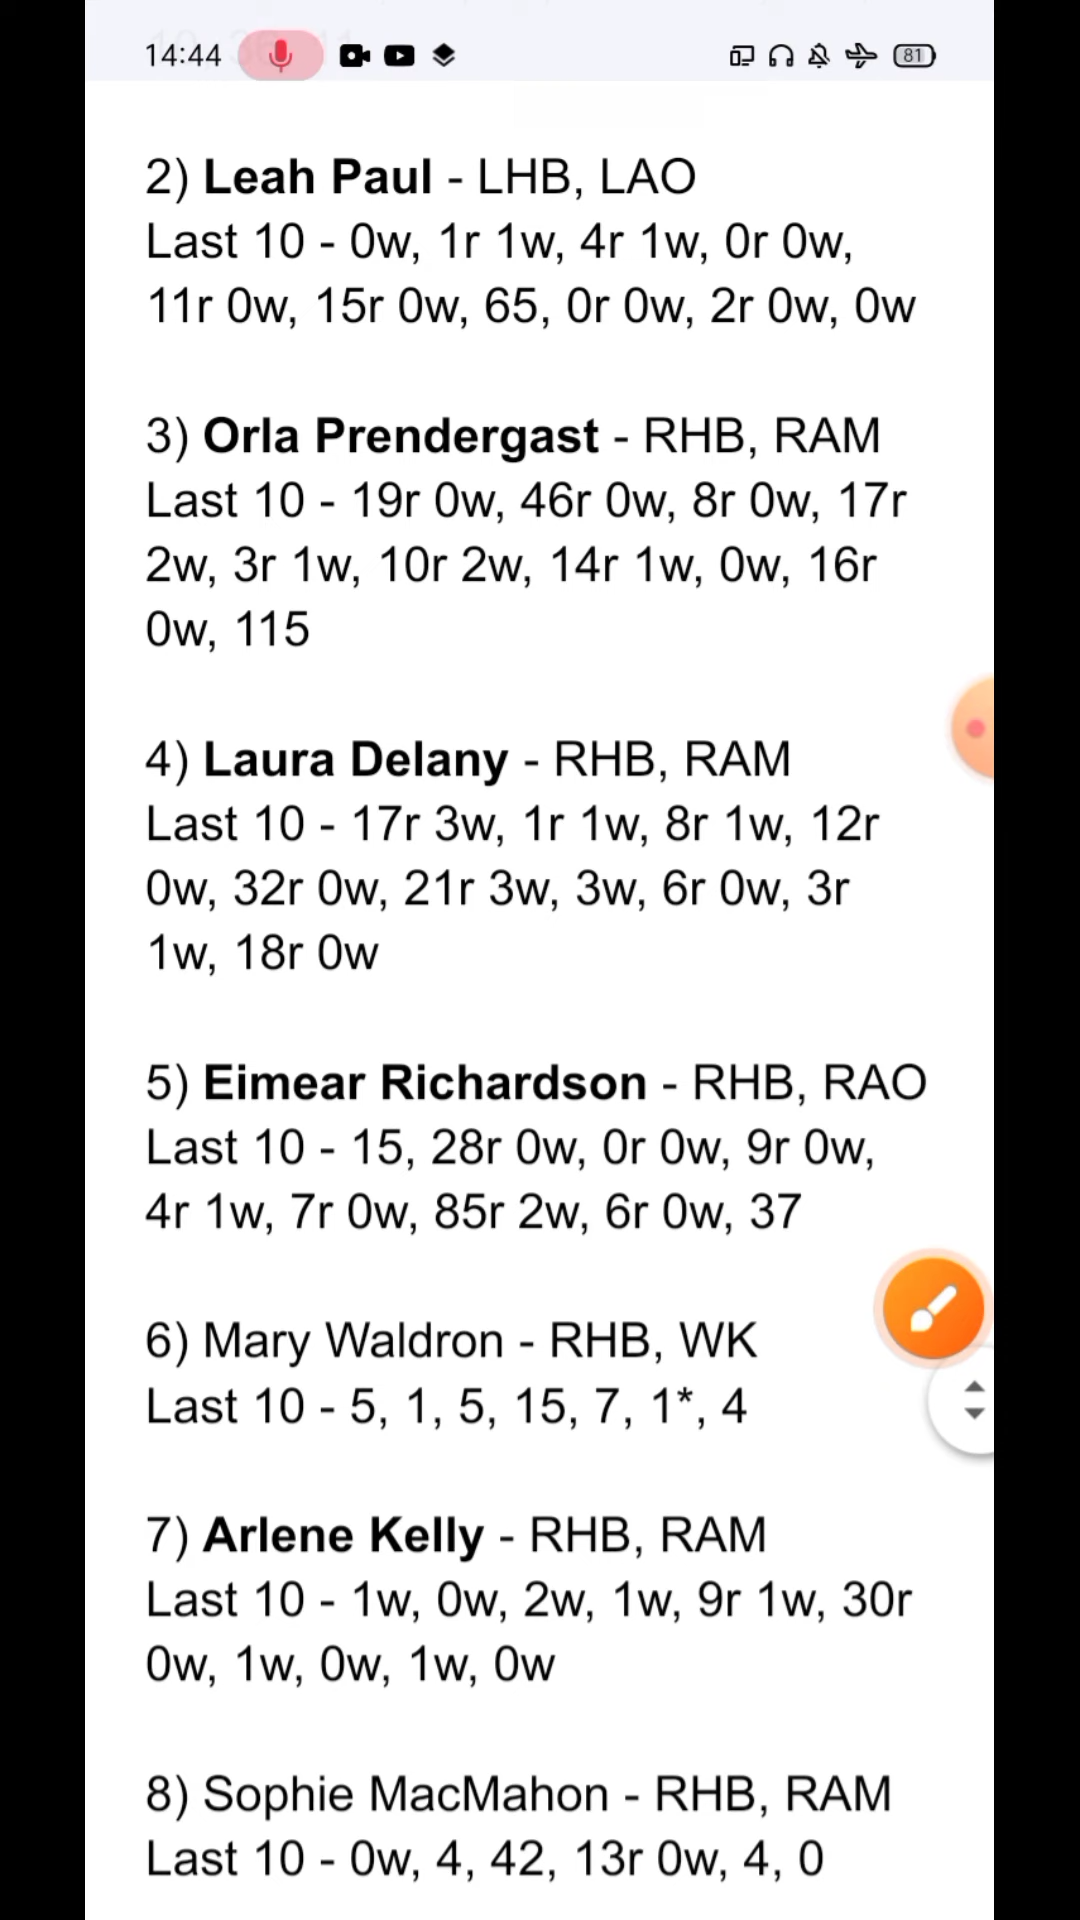 14:44
81
2) Leah Paul - LHB, LAO
Last 10 - 0w, 1r 1w, 4r 1w, 0r 0w,
11r 0w, 15r 0w, 65, 0r 0w, 2r 0w, 0w
3) Orla Prendergast - RHB, RAM
Last 10 - 19r 0w, 46r 0w, 8r 0w, 17r
2w, 3r 1w, 10r 2w, 14r 1w, 0w, 16r
0w, 115
4) Laura Delany - RHB, RAM
Last 10 - 17r 3w, 1r 1w, 8r 1w, 12r
0w, 32r 0w, 21r 3w, 3w, 6r 0w, 3r
1w, 18r 0w
5) Eimear Richardson - RHB, RAO
Last 10 - 15, 28r 0w, 0r 0w, 9r 0w,
4r 1w, 7r 0w, 85r 2w, 6r 0w, 37
6) Mary Waldron - RHB, WK
Last 10 - 5, 1, 5, 15, 7, 1*, 4
7) Arlene Kelly - RHB, RAM
Last 10 - 1w, 0w, 2w, 1w, 9r 1w, 30r
0w, 1w, 0w, 1w, 0w
8) Sophie MacMahon - RHB, RAM
Last 10 - 0w, 4, 42, 13r 0w, 4, 0